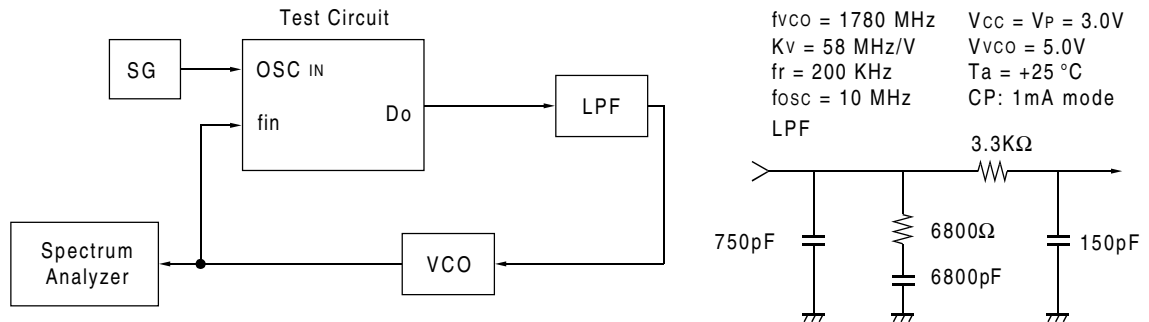 Test Circuit
SG
OSC IN
fin
Do
LPF
Spectrum
Analyzer
VCO
fVCO = 1780 MHz
KV = 58 MHz/V
fr = 200 KHz
fosc = 10 MHz
LPF
VCC = VP = 3.0V
VVCO = 5.0V
Ta = +25 °C
CP: 1mA mode
3.3KΩ
750pF
6800Ω
6800pF
150pF